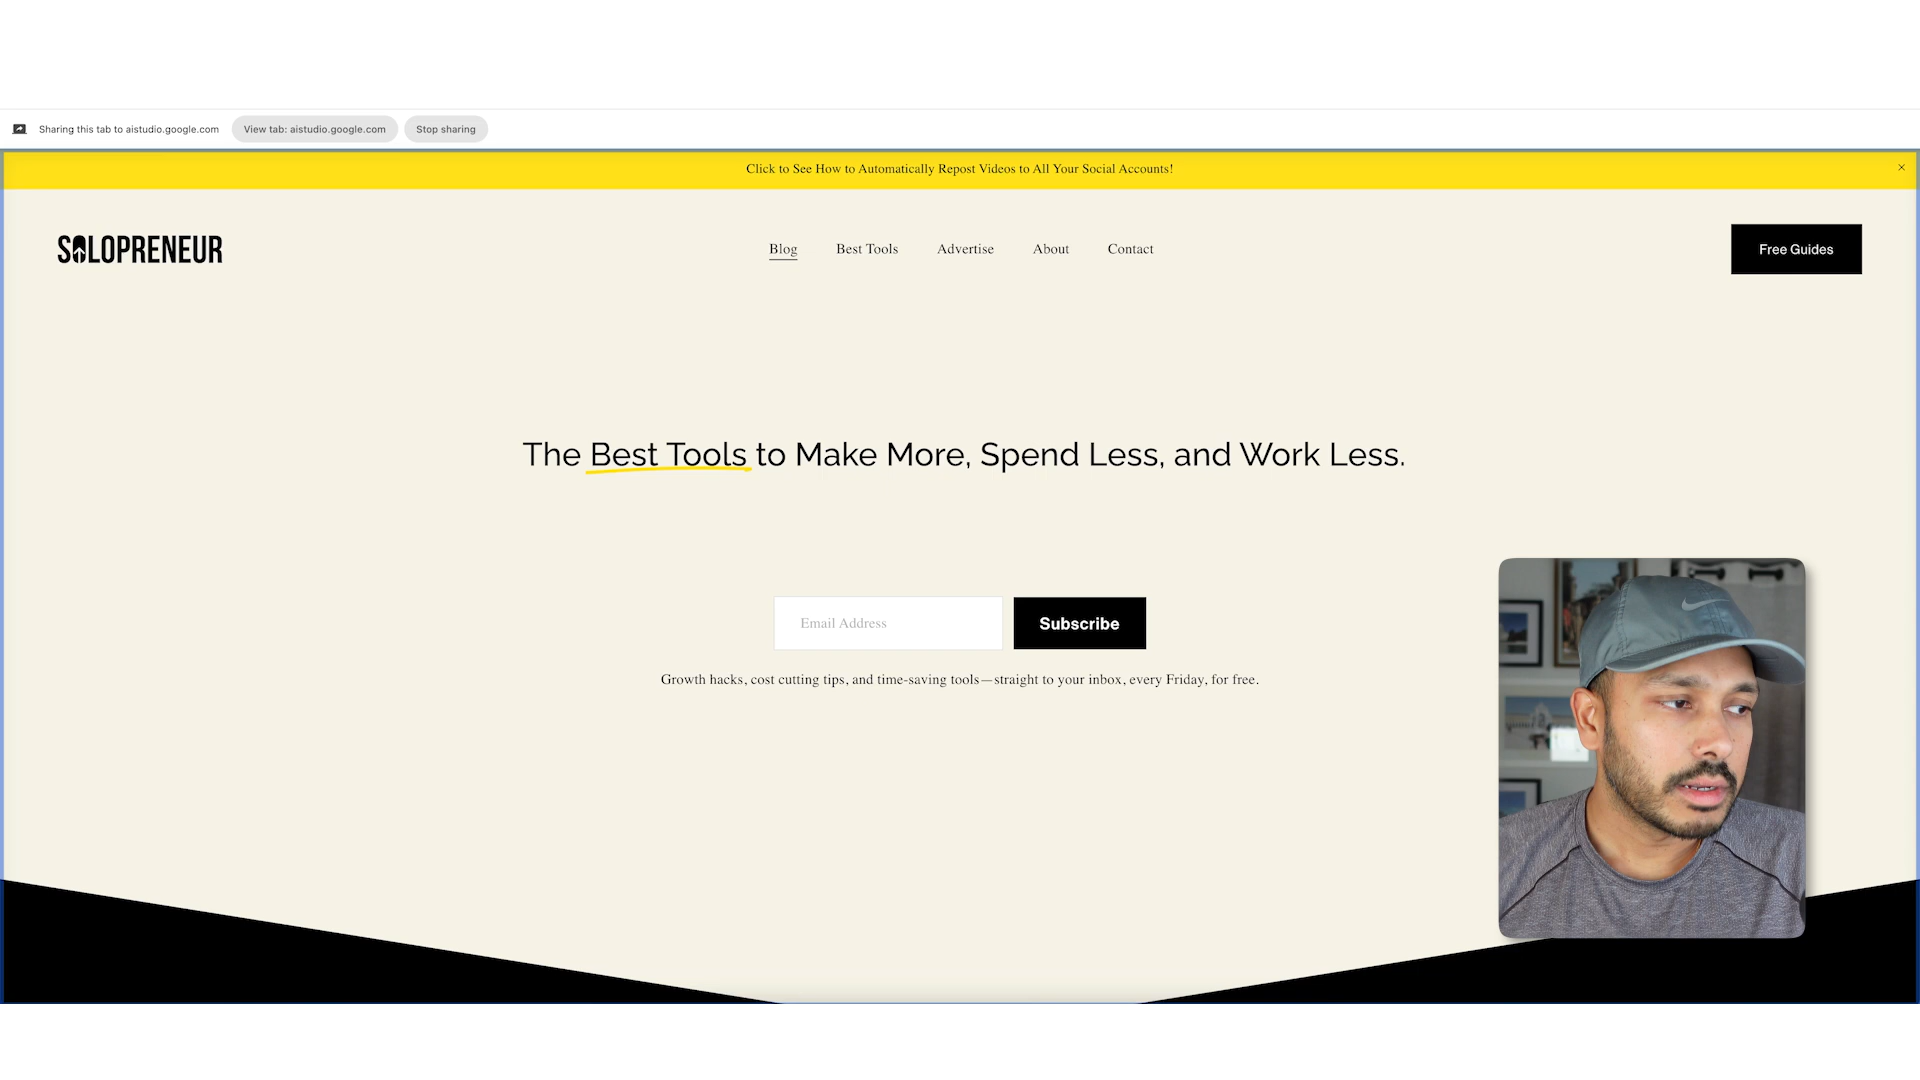 Sharing this tab to aistudio.google.com
View tab: aistudio.google.com
Stop sharing
Click to See How to Automatically Repost Videos to All Your Social Accounts!
SOLOPRENEUR
Blog
Best Tools
Advertise
About
Contact
Free Guides
The Best Tools to Make More, Spend Less, and Work Less.
Email Address
Subscribe
Growth hacks, cost cutting tips, and time-saving tools—straight to your inbox, every Friday, for free.